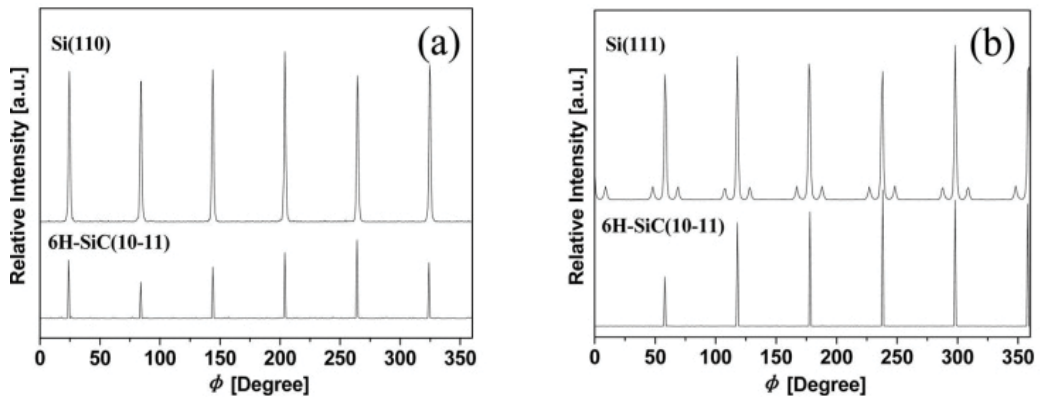 (a)
Si(110)
6H-SiC(10-11)
Relative Intensity [a.u.]
0 50 100 150 200 250 300 350
ϕ [Degree]
(b)
Si(111)
6H-SiC(10-11)
Relative Intensity [a.u.]
0 50 100 150 200 250 300 350
ϕ [Degree]